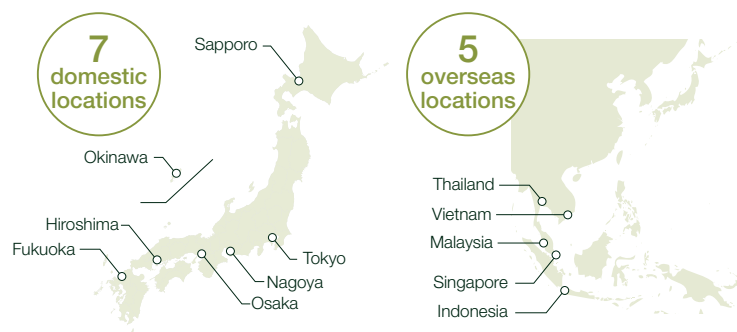 7
domestic
locations
Sapporo
Okinawa
Hiroshima
Fukuoka
Tokyo
Nagoya
Osaka
5
overseas
locations
Thailand
Vietnam
Malaysia
Singapore
Indonesia